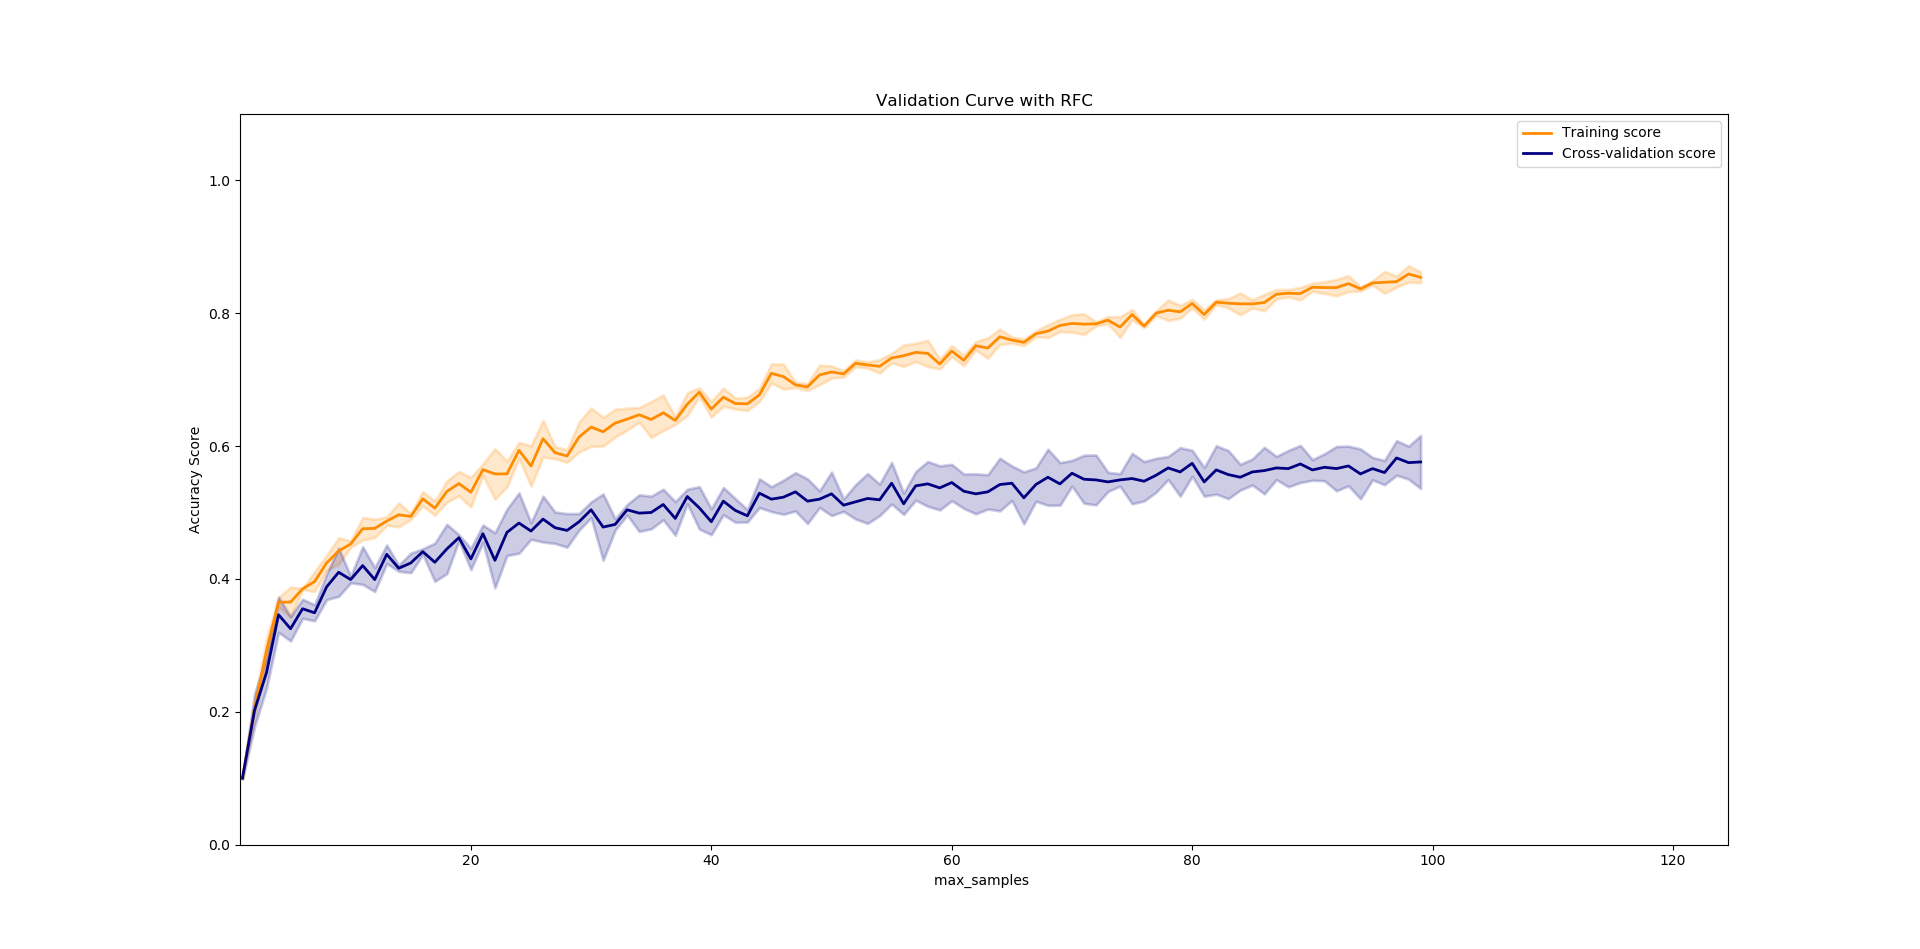 Validation Curve with RFC
Training score
Cross-validation score
Accuracy Score
1.0
0.8
0.6
0.4
0.2
0.0
20 40 60 80 100 120
max_samples